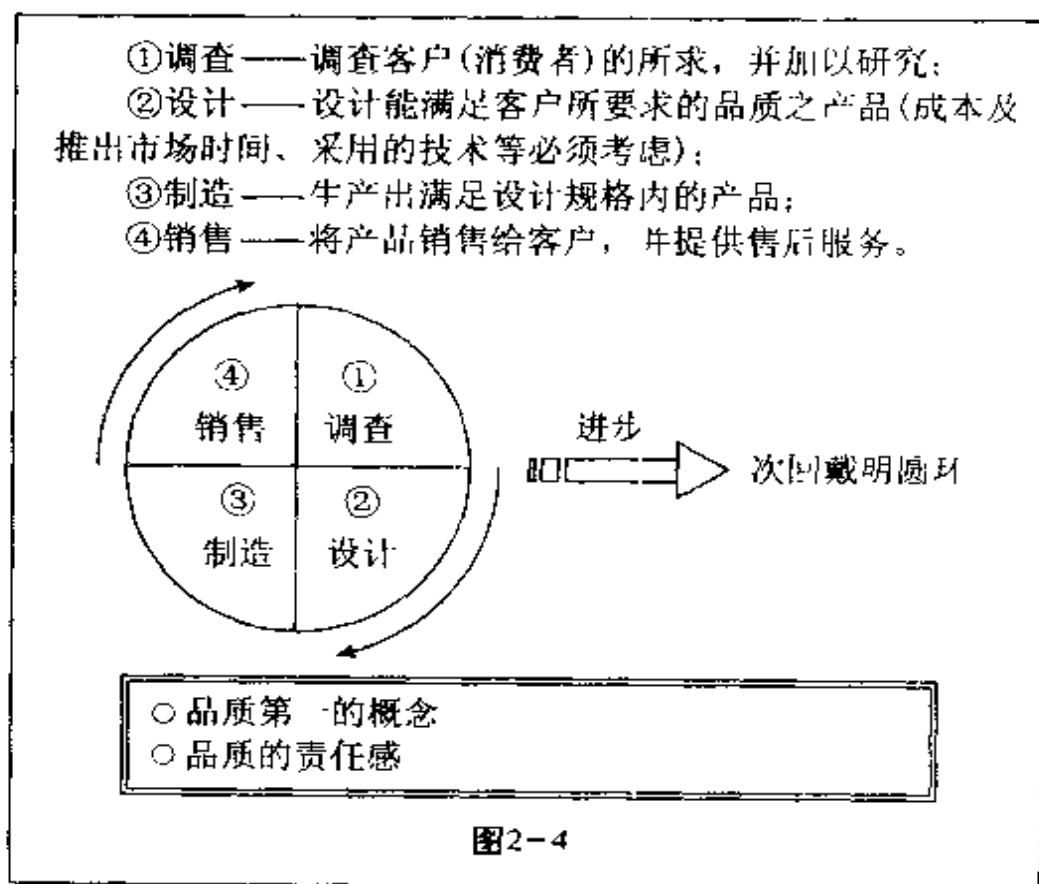 ①调查——调查客户(消费者)的所求，并加以研究；
②设计——设计能满足客户所要求的品质之产品(成本及
推出市场时间、采用的技术等必须考虑)；
③制造——生产出满足设计规格内的产品；
④销售——将产品销售给客户，并提供售后服务。
④
销售
①
调查
③
制造
②
设计
进步
次回戴明圆环
○品质第一的概念
○品质的责任感
图2-4